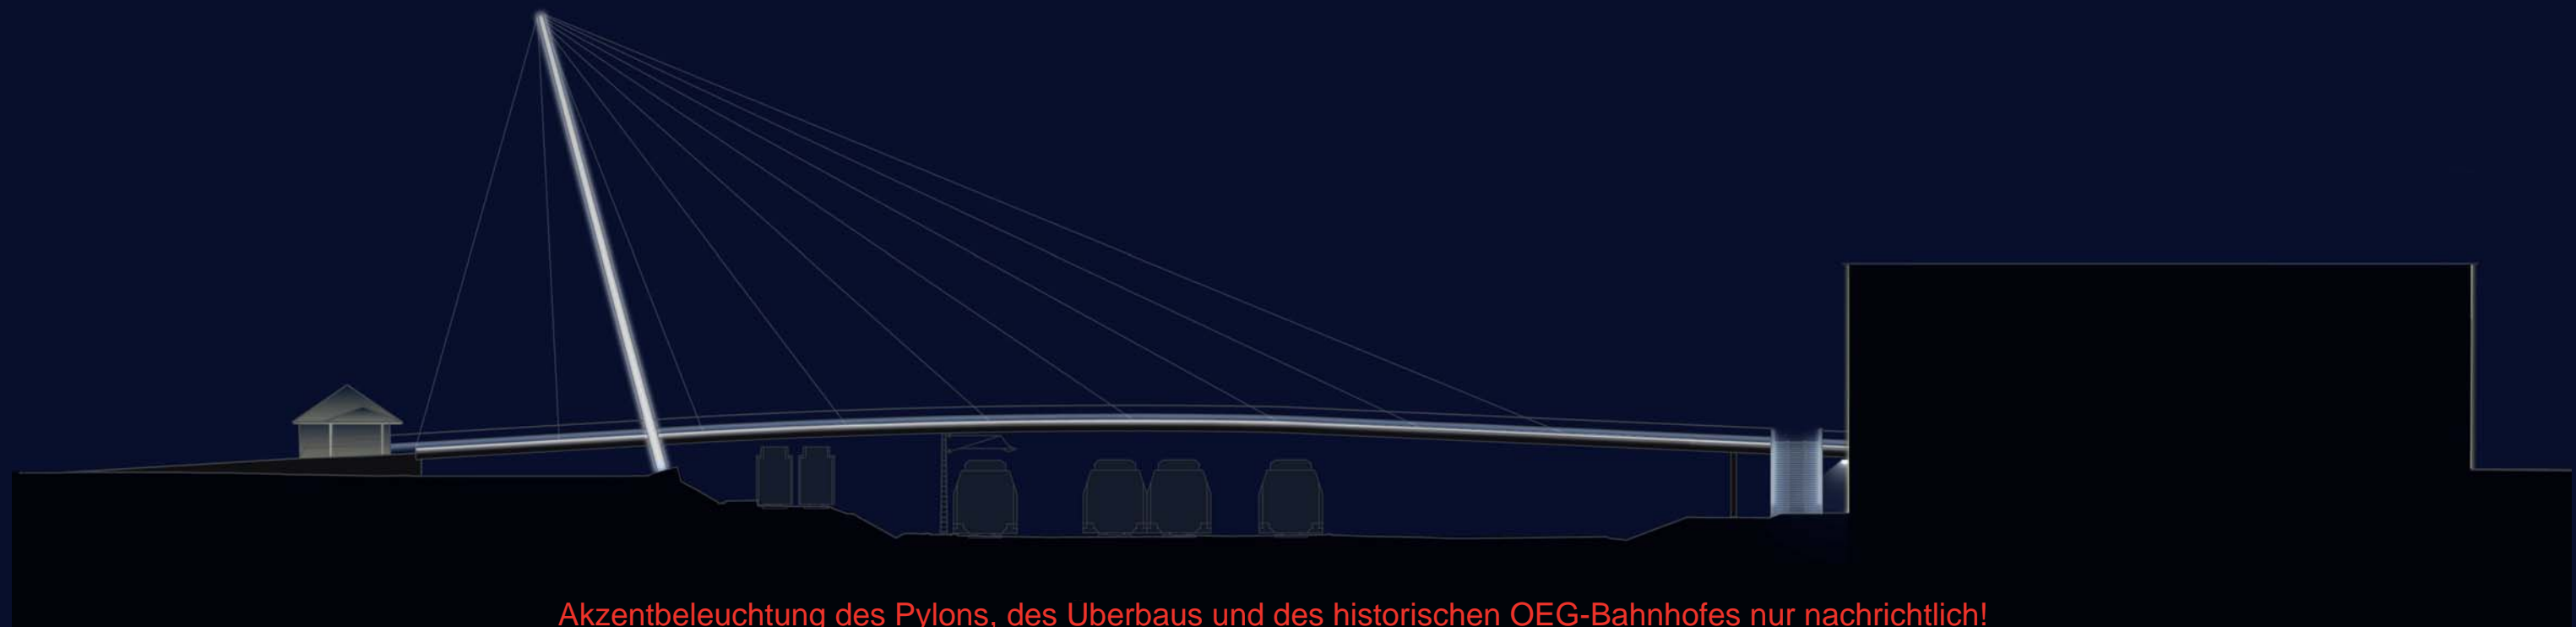 Akzentbeleuchtung des Pylons, des Uberbaus und des historischen OEG-Bahnhofes nur nachrichtlich!